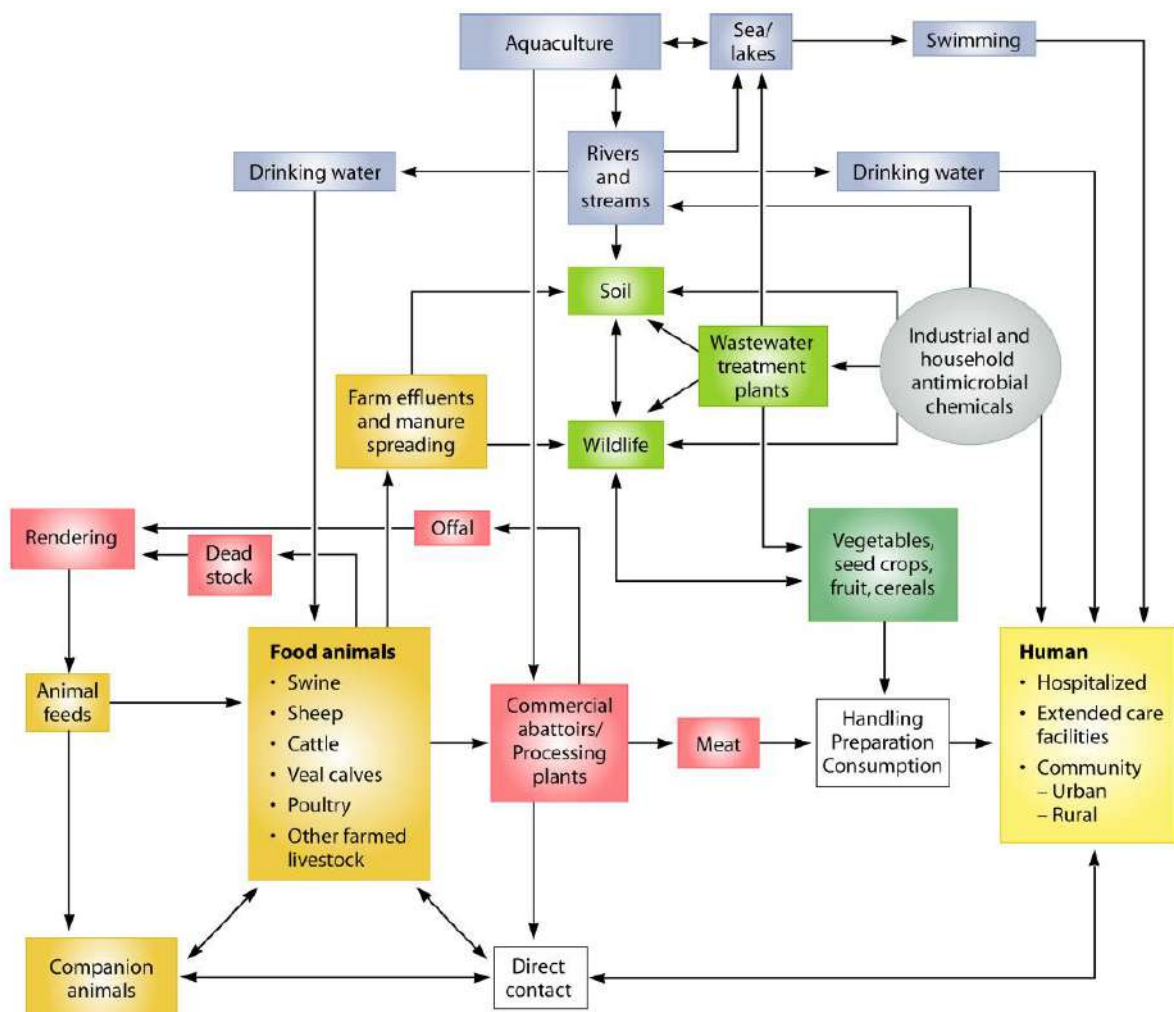 Aquaculture
Sea/
lakes
Swimming
Drinking water
Rivers
and
streams
Drinking water
Soil
Wastewater
treatment
plants
Industrial and
household
antimicrobial
chemicals
Farm effluents
and manure
spreading
Wildlife
Rendering
Dead
stock
Offal
Vegetables,
seed crops,
fruit, cereals
Animal
feeds
Food animals
• Swine
• Sheep
• Cattle
• Veal calves
• Poultry
• Other farmed
livestock
Commercial
abattoirs/
Processing
plants
Meat
Handling
Preparation
Consumption
Human
• Hospitalized
• Extended care
facilities
• Community
– Urban
– Rural
Companion
animals
Direct
contact